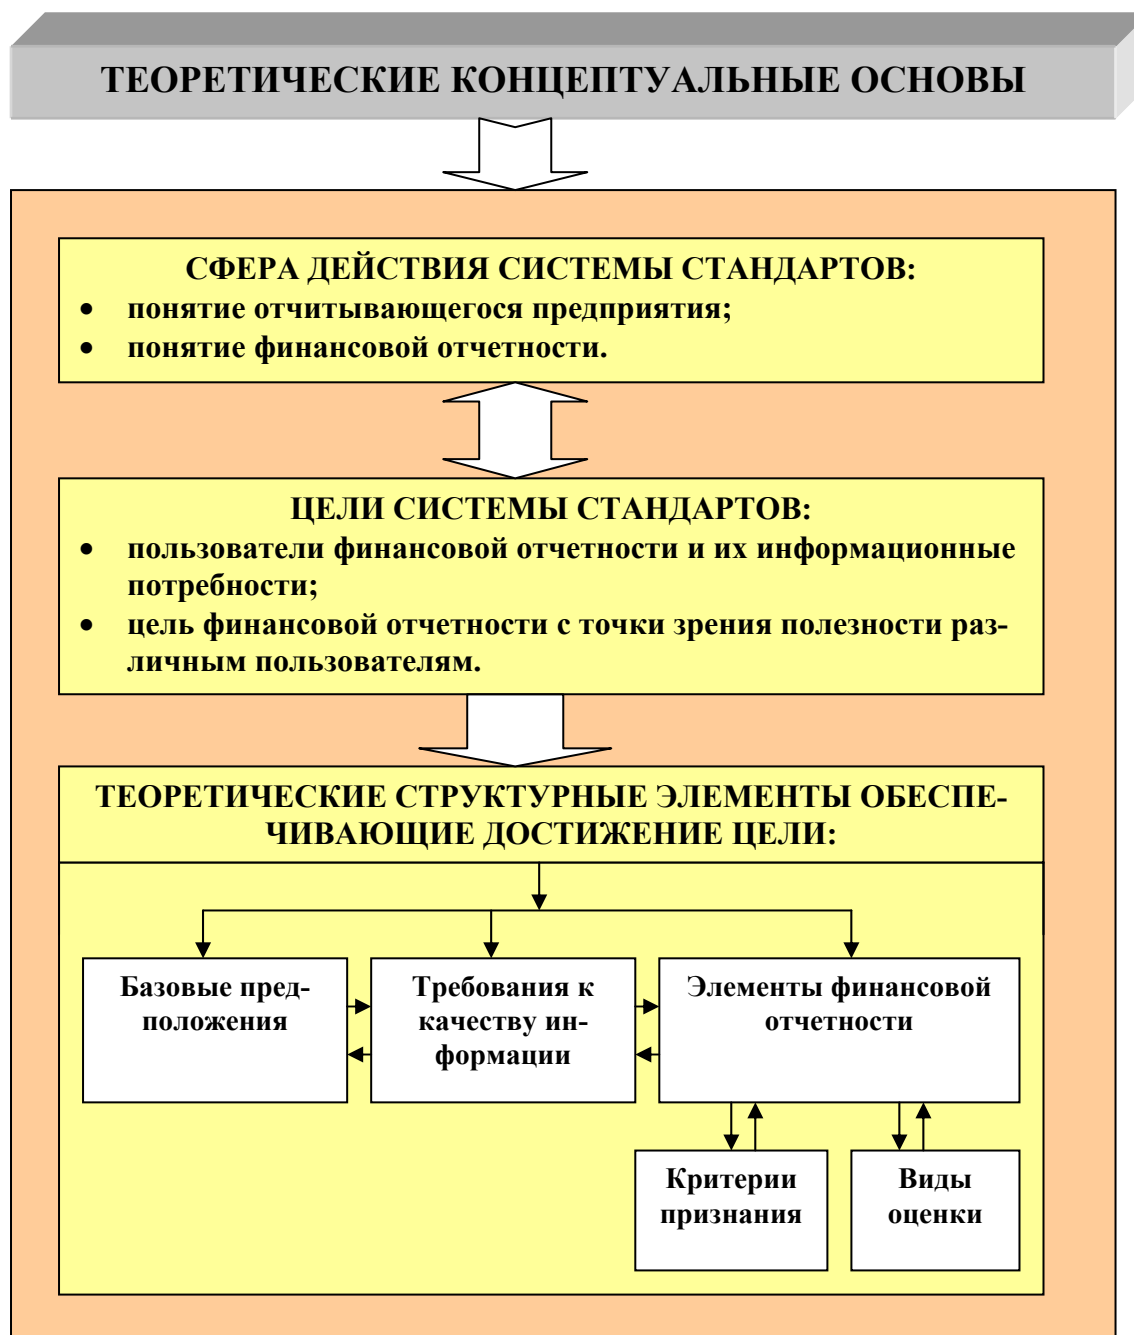 ТЕОРЕТИЧЕСКИЕ КОНЦЕПТУАЛЬНЫЕ ОСНОВЫ
СФЕРА ДЕЙСТВИЯ СИСТЕМЫ СТАНДАРТОВ:
• понятие отчитывающегося предприятия;
• понятие финансовой отчетности.
ЦЕЛИ СИСТЕМЫ СТАНДАРТОВ:
• пользователи финансовой отчетности и их информационные
потребности;
• цель финансовой отчетности с точки зрения полезности раз-
личным пользователям.
ТЕОРЕТИЧЕСКИЕ СТРУКТУРНЫЕ ЭЛЕМЕНТЫ ОБЕСПЕ-
ЧИВАЮЩИЕ ДОСТИЖЕНИЕ ЦЕЛИ:
Базовые пред-
положения
Требования к
качеству ин-
формации
Элементы финансовой
отчетности
Критерии
признания
Виды
оценки